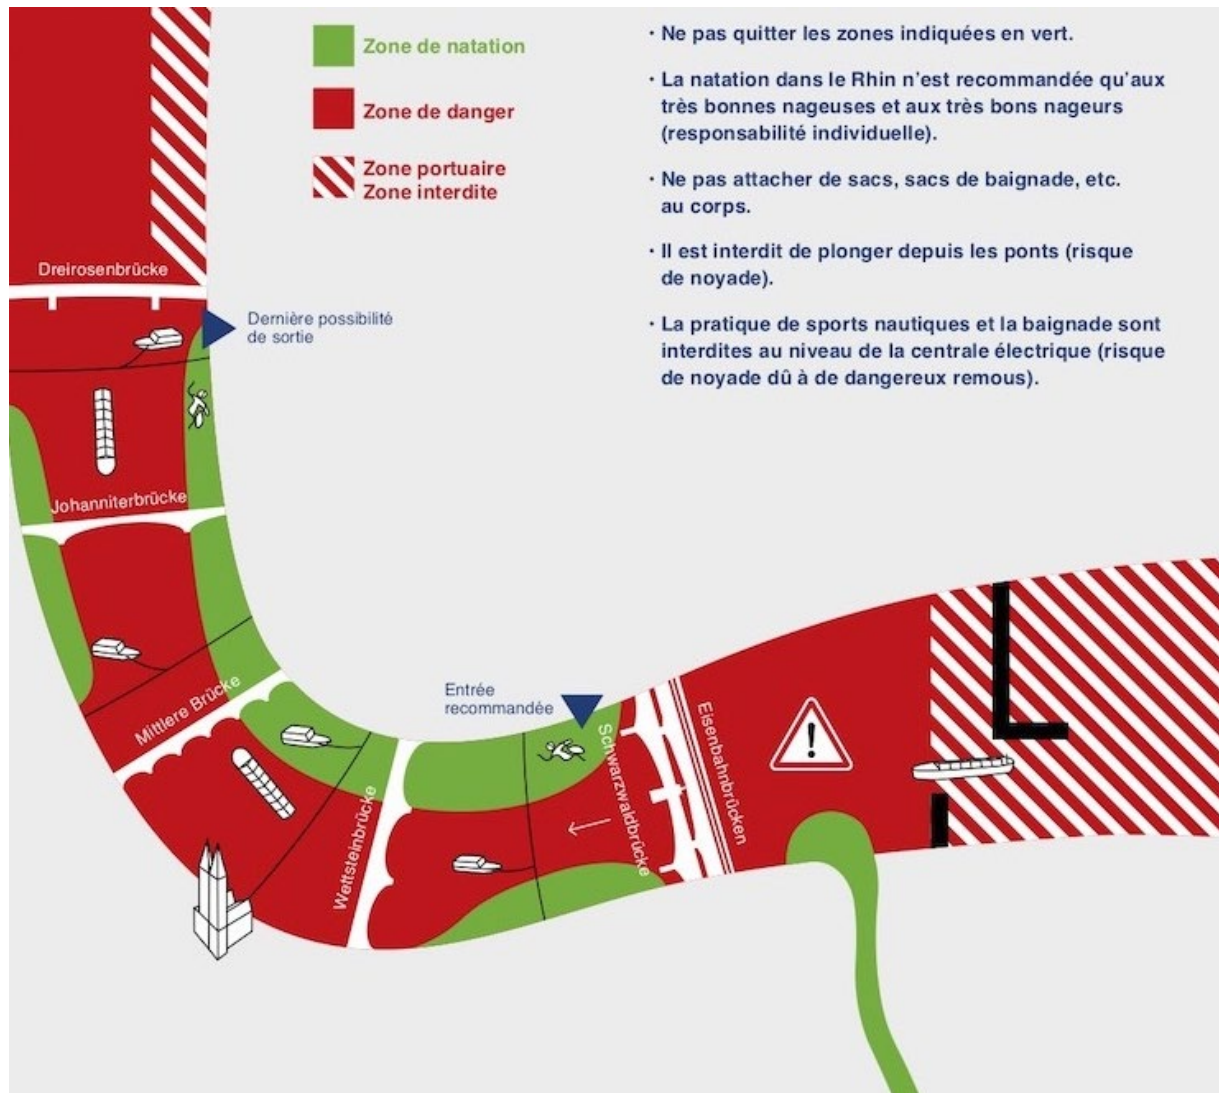 Zone de natation
Zone de danger
Zone portuaire
Zone interdite
· Ne pas quitter les zones indiquées en vert.
· La natation dans le Rhin n’est recommandée qu’aux
très bonnes nageuses et aux très bons nageurs
(responsabilité individuelle).
· Ne pas attacher de sacs, sacs de baignade, etc.
au corps.
· Il est interdit de plonger depuis les ponts (risque
de noyade).
· La pratique de sports nautiques et la baignade sont
interdites au niveau de la centrale électrique (risque
de noyade dû à de dangereux remous).
Dreirosenbrücke
Dernière possibilité
de sortie
Johanniterbrücke
Mittlere Brücke
Entrée
recommandée
Wettsteinbrücke
Schwarzwaldbrücke
Eisenbahnbrücken
!